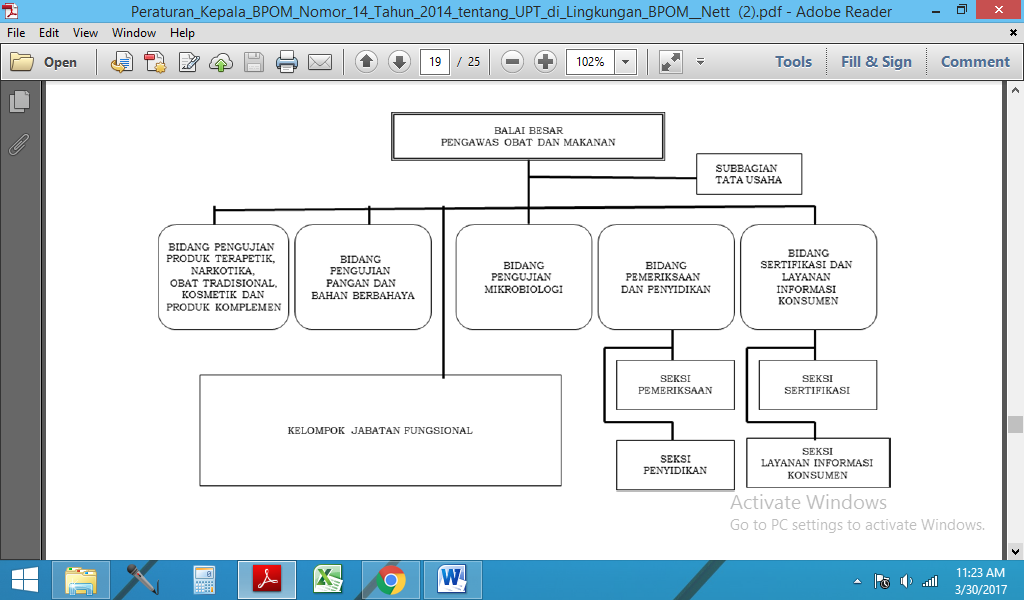 Peraturan_Kepala_BPOM_Nomor_14_Tahun_2014_tentang_UPT_di_Lingkungan_BPOM__Nett (2).pdf - Adobe Reader
File Edit View Window Help
Open 19 / 25 102% Tools Fill & Sign Comment
BALAI BESAR
PENGAWAS OBAT DAN MAKANAN
SUBBAGIAN
TATA USAHA
BIDANG PENGUJIAN
PRODUK TERAPETIK,
NARKOTIKA,
OBAT TRADISIONAL,
KOSMETIK DAN
PRODUK KOMPLEMEN
BIDANG
PENGUJIAN
PANGAN DAN
BAHAN BERBAHAYA
BIDANG
PENGUJIAN
MIKROBIOLOGI
BIDANG
PEMERIKSAAN
DAN PENYIDIKAN
BIDANG
SERTIFIKASI DAN
LAYANAN
INFORMASI
KONSUMEN
SEKSI
PEMERIKSAAN
SEKSI
SERTIFIKASI
KELOMPOK JABATAN FUNGSIONAL
SEKSI
PENYIDIKAN
SEKSI
LAYANAN INFORMASI
KONSUMEN
Activate Windows
Go to PC settings to activate Windows.
11:23 AM
3/30/2017